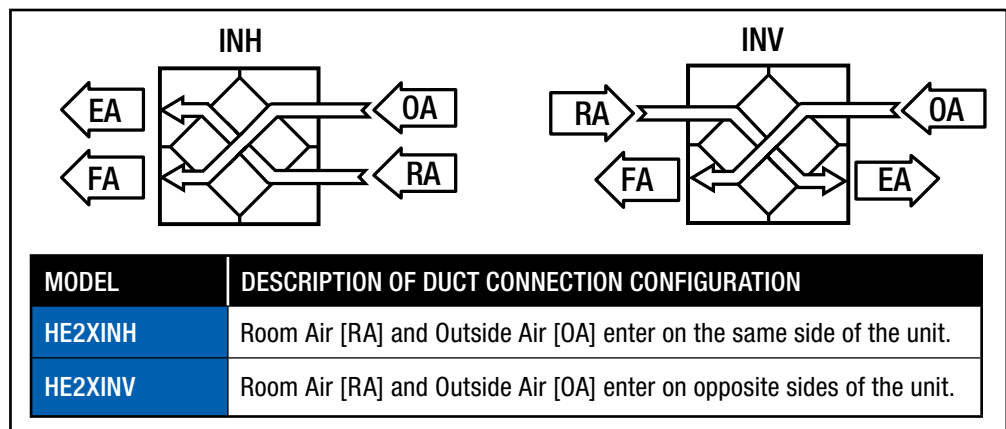 INH
INV
EA
OA
FA
RA
RA
OA
FA
EA
MODEL DESCRIPTION OF DUCT CONNECTION CONFIGURATION
HE2XINH Room Air [RA] and Outside Air [OA] enter on the same side of the unit.
HE2XINV Room Air [RA] and Outside Air [OA] enter on opposite sides of the unit.